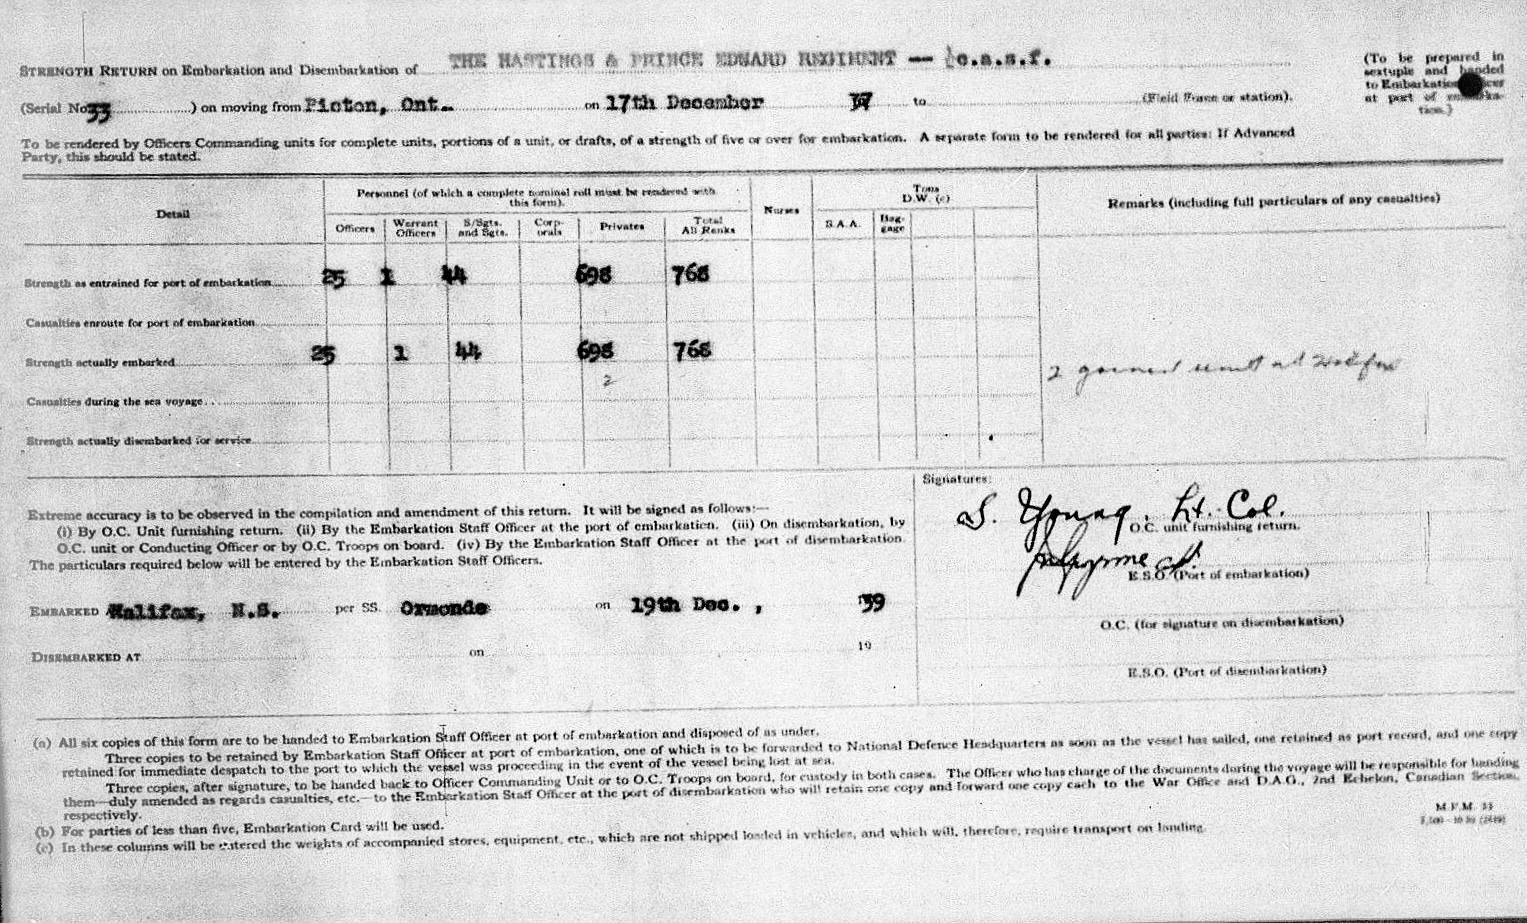 THE HASTINGS & PRINCE EDWARD REGIMENT — c.a.s.f.
STRENGTH RETURN on Embarkation and Disembarkation of
(To be prepared in
sextuple and handed
to Embarkation Officer
at port of embarka-
tion.)
(Serial No. 33 ) on moving from Picton, Ont. on 17th December to (Field Force or station).
To be rendered by Officers Commanding units for complete units, portions of a unit, or drafts, of a strength of five or over for embarkation. A separate form to be rendered for all parties: If Advanced
Party, this should be stated.
Detail
Personnel (of which a complete nominal roll must be rendered with
this form).
Nurses
Tons
D.W. (c)
Remarks (including full particulars of any casualties)
Officers Warrant Officers S/Sgts. and Sgts. Corp-orals Privates Total All Ranks S.A.A. Bag-gage
Strength as entrained for port of embarkation 25 1 44 698 768
Casualties enroute for port of embarkation
Strength actually embarked 25 1 44 698 768
2
2 joined unit at Halifax
Casualties during the sea voyage
Strength actually disembarked for service
Signatures:
Extreme accuracy is to be observed in the compilation and amendment of this return. It will be signed as follows:—
(i) By O.C. Unit furnishing return. (ii) By the Embarkation Staff Officer at the port of embarkation. (iii) On disembarkation, by
O.C. unit or Conducting Officer or by O.C. Troops on board. (iv) By the Embarkation Staff Officer at the port of disembarkation.
The particulars required below will be entered by the Embarkation Staff Officers.
S. Young. Lt. Col.
O.C. unit furnishing return.
E.S.O. (Port of embarkation)
EMBARKED Halifax, N.S. per SS. Ormonde on 19th Dec., '39
O.C. (for signature on disembarkation)
DISEMBARKED AT on 19
E.S.O. (Port of disembarkation)
(a) All six copies of this form are to be handed to Embarkation Staff Officer at port of embarkation and disposed of as under.
Three copies to be retained by Embarkation Staff Officer at port of embarkation, one of which is to be forwarded to National Defence Headquarters as soon as the vessel has sailed, one retained as port record, and one copy
retained for immediate despatch to the port to which the vessel was proceeding in the event of the vessel being lost at sea.
Three copies, after signature, to be handed back to Officer Commanding Unit or to O.C. Troops on board, for custody in both cases. The Officer who has charge of the documents during the voyage will be responsible for handing
them—duly amended as regards casualties, etc.—to the Embarkation Staff Officer at the port of disembarkation who will retain one copy and forward one copy each to the War Office and D.A.G., 2nd Echelon, Canadian Section,
respectively.
(b) For parties of less than five, Embarkation Card will be used.
(c) In these columns will be entered the weights of accompanied stores, equipment, etc., which are not shipped loaded in vehicles, and which will, therefore, require transport on landing.
M.F.M. 33